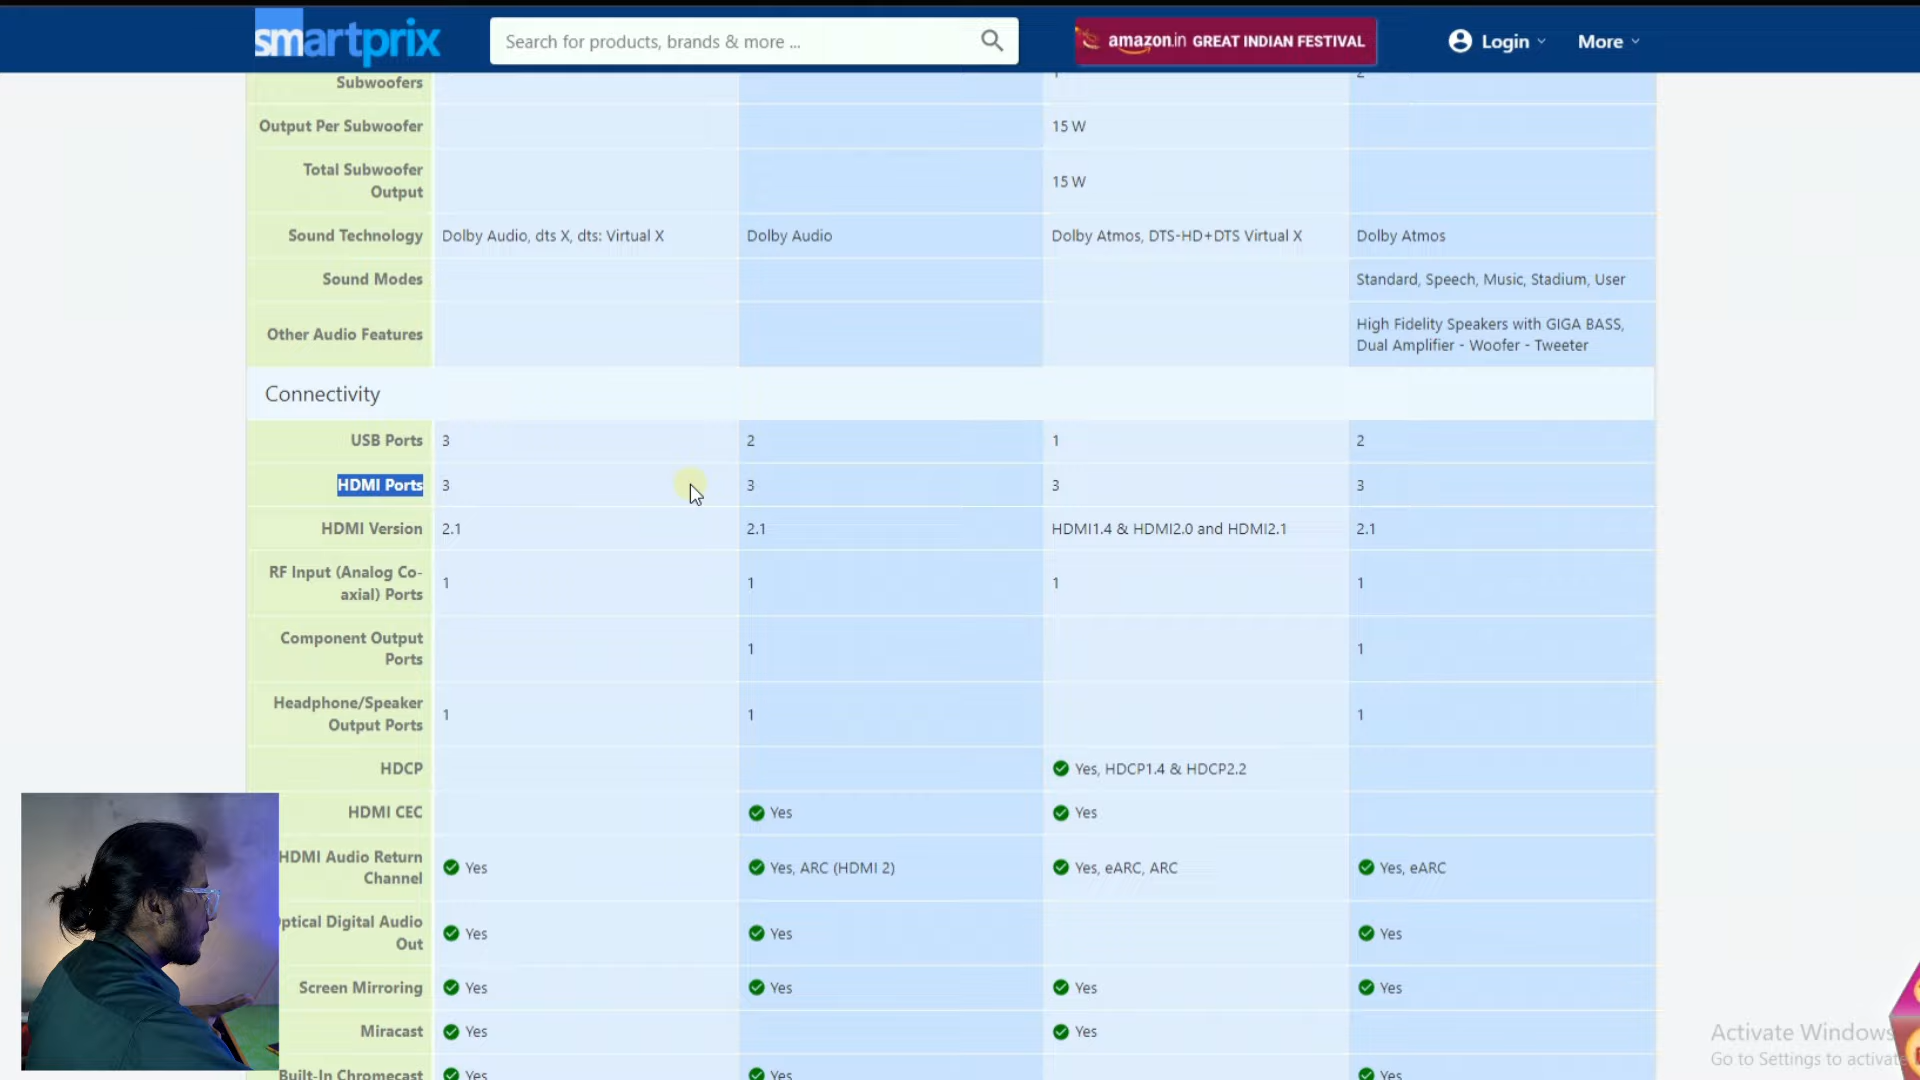 smartprix
Search for products, brands & more ...
amazon.in GREAT INDIAN FESTIVAL
Login
More
Subwoofers 1 2
Output Per Subwoofer 15 W
Total Subwoofer
Output
15 W
Sound Technology Dolby Audio, dts X, dts: Virtual X Dolby Audio Dolby Atmos, DTS-HD+DTS Virtual X Dolby Atmos
Sound Modes Standard, Speech, Music, Stadium, User
Other Audio Features
High Fidelity Speakers with GIGA BASS,
Dual Amplifier - Woofer - Tweeter
Connectivity
USB Ports 3 2 1 2
HDMI Ports 3 3 3 3
HDMI Version 2.1 2.1 HDMI1.4 & HDMI2.0 and HDMI2.1 2.1
RF Input (Analog Co-
axial) Ports
1 1 1 1
Component Output
Ports
1 1
Headphone/Speaker
Output Ports
1 1 1
HDCP Yes, HDCP1.4 & HDCP2.2
HDMI CEC Yes Yes
HDMI Audio Return
Channel
Yes Yes, ARC (HDMI 2) Yes, eARC, ARC Yes, eARC
ptical Digital Audio
Out
Yes Yes Yes
Screen Mirroring Yes Yes Yes Yes
Miracast Yes Yes
Built-In Chromecast Yes Yes Yes
Activate Windows
Go to Settings to activate